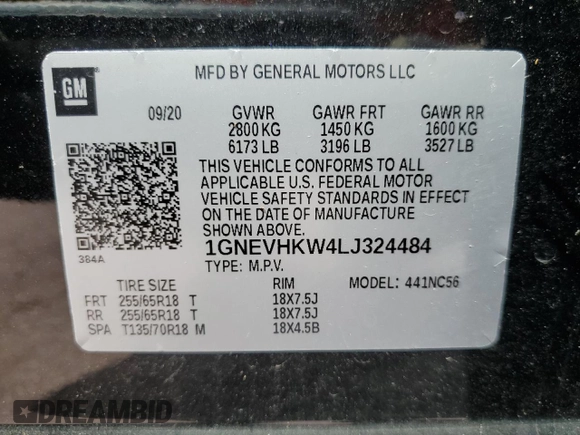 GM
MFD BY GENERAL MOTORS LLC
09/20 GVWR GAWR FRT GAWR RR
2800 KG 1450 KG 1600 KG
6173 LB 3196 LB 3527 LB
THIS VEHICLE CONFORMS TO ALL
APPLICABLE U.S. FEDERAL MOTOR
VEHICLE SAFETY STANDARDS IN EFFECT
ON THE DATE OF MANUFACTURE
SHOWN ABOVE.
384A
1GNEVHKW4LJ324484
TYPE: M.P.V.
TIRE SIZE RIM MODEL: 441NC56
FRT 255/65R18 T 18X7.5J
RR 255/65R18 T 18X7.5J
SPA T135/70R18 M 18X4.5B
DREAMBID